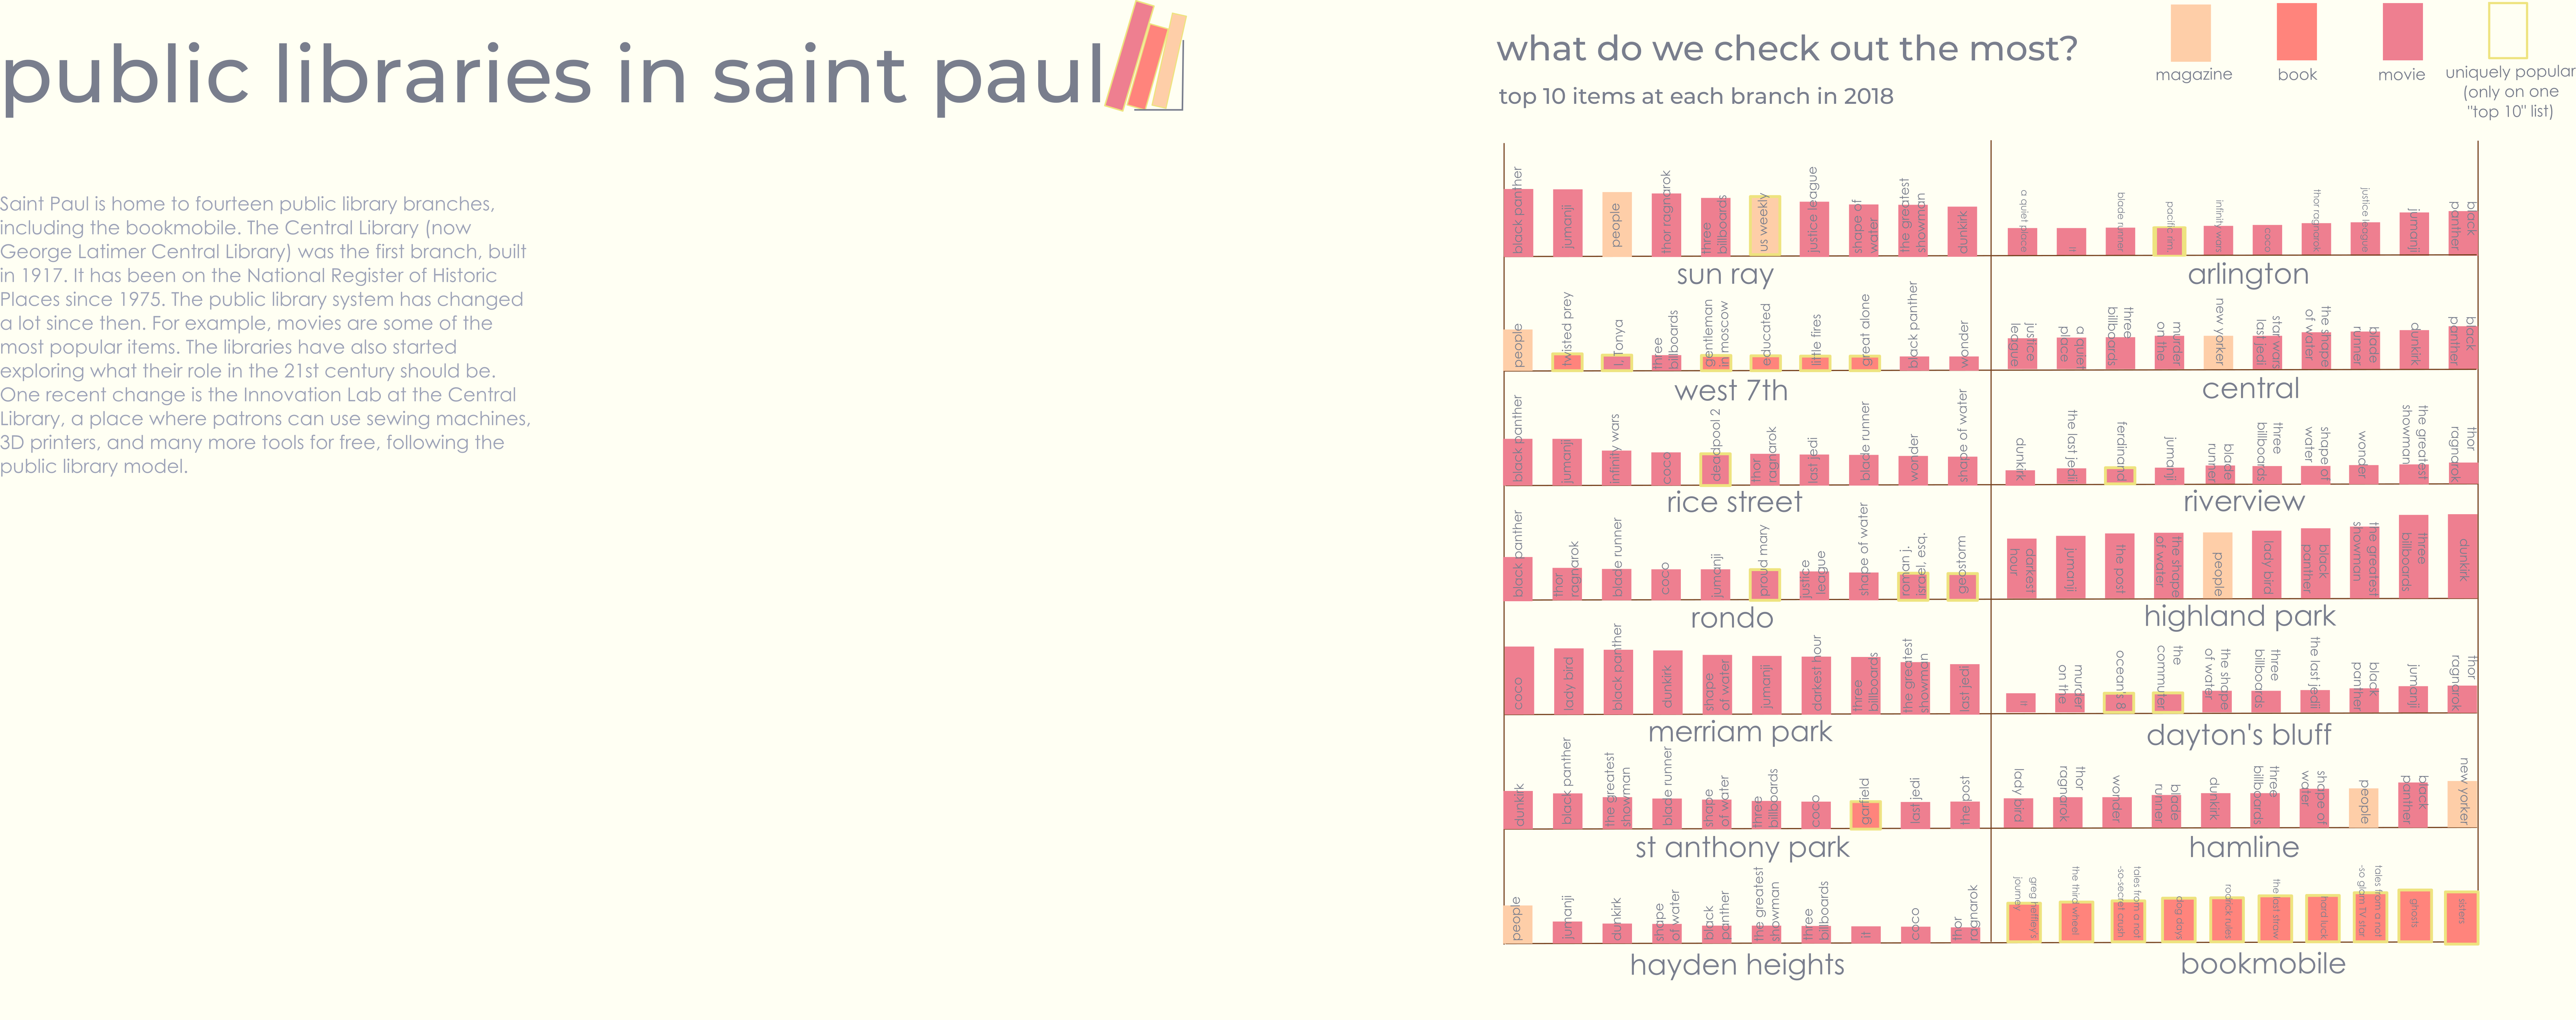 public libraries in saint paul
Saint Paul is home to fourteen public library branches,
including the bookmobile. The Central Library (now
George Latimer Central Library) was the first branch, built
in 1917. It has been on the National Register of Historic
Places since 1975. The public library system has changed
a lot since then. For example, movies are some of the
most popular items. The libraries have also started
exploring what their role in the 21st century should be.
One recent change is the Innovation Lab at the Central
Library, a place where patrons can use sewing machines,
3D printers, and many more tools for free, following the
public library model.
what do we check out the most?
top 10 items at each branch in 2018
magazine
book
movie
uniquely popular
(only on one
"top 10" list)
black panther
jumanji
people
thor ragnarok
three
billboards
us weekly
justice league
shape of
water
the greatest
showman
dunkirk
sun ray
a quiet place
it
blade runner
pacific rim
infinity wars
coco
thor ragnarok
justice league
jumanji
black
panther
arlington
people
twisted prey
I, Tonya
three
billboards
gentleman
in moscow
educated
little fires
great alone
black panther
wonder
west 7th
justice
league
a quiet
place
three
billboards
murder
on the
new yorker
star wars
last jedi
the shape
of water
blade
runner
dunkirk
black
panther
central
black panther
jumanji
infinity wars
coco
deadpool 2
thor
ragnarok
last jedi
blade runner
wonder
shape of water
rice street
dunkirk
the last jedi
ferdinand
jumanji
blade
runner
three
billboards
shape of
water
wonder
the greatest
showman
thor
ragnarok
riverview
black panther
thor
ragnarok
blade runner
coco
jumanji
proud mary
justice
league
shape of water
roman j.
israel, esq.
geostorm
rondo
darkest
hour
jumanji
the post
the shape
of water
people
lady bird
black
panther
the greatest
showman
three
billboards
dunkirk
highland park
coco
lady bird
black panther
dunkirk
shape
of water
jumanji
darkest hour
three
billboards
the greatest
showman
last jedi
merriam park
it
murder
on the
ocean's 8
the
commuter
the shape
of water
three
billboards
the last jedi
black
panther
jumanji
thor
ragnarok
dayton's bluff
dunkirk
black panther
the greatest
showman
blade runner
shape
of water
three
billboards
coco
garfield
last jedi
the post
st anthony park
lady bird
thor
ragnarok
wonder
blade
runner
dunkirk
three
billboards
shape of
water
people
black
panther
new yorker
hamline
people
jumanji
dunkirk
shape
of water
black
panther
the greatest
showman
three
billboards
it
coco
thor
ragnarok
hayden heights
greg heffley's
journey
the third wheel
tales from a not
-so-secret crush
dog days
rodrick rules
the last straw
hard luck
tales from a not
-so glam TV star
ghosts
sisters
bookmobile